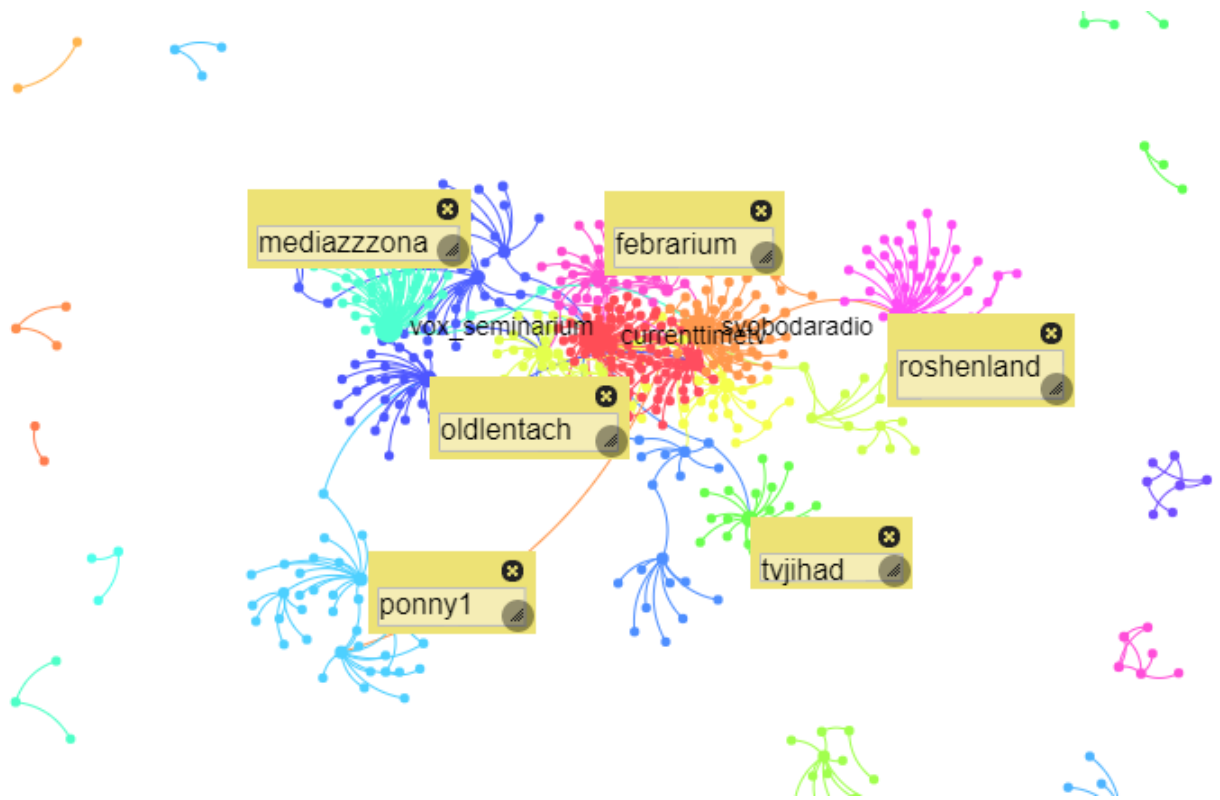 mediazzzona
febrarium
vox_seminarium
currenttimetv
svobodaradio
roshenland
oldlentach
tvjihad
ponny1